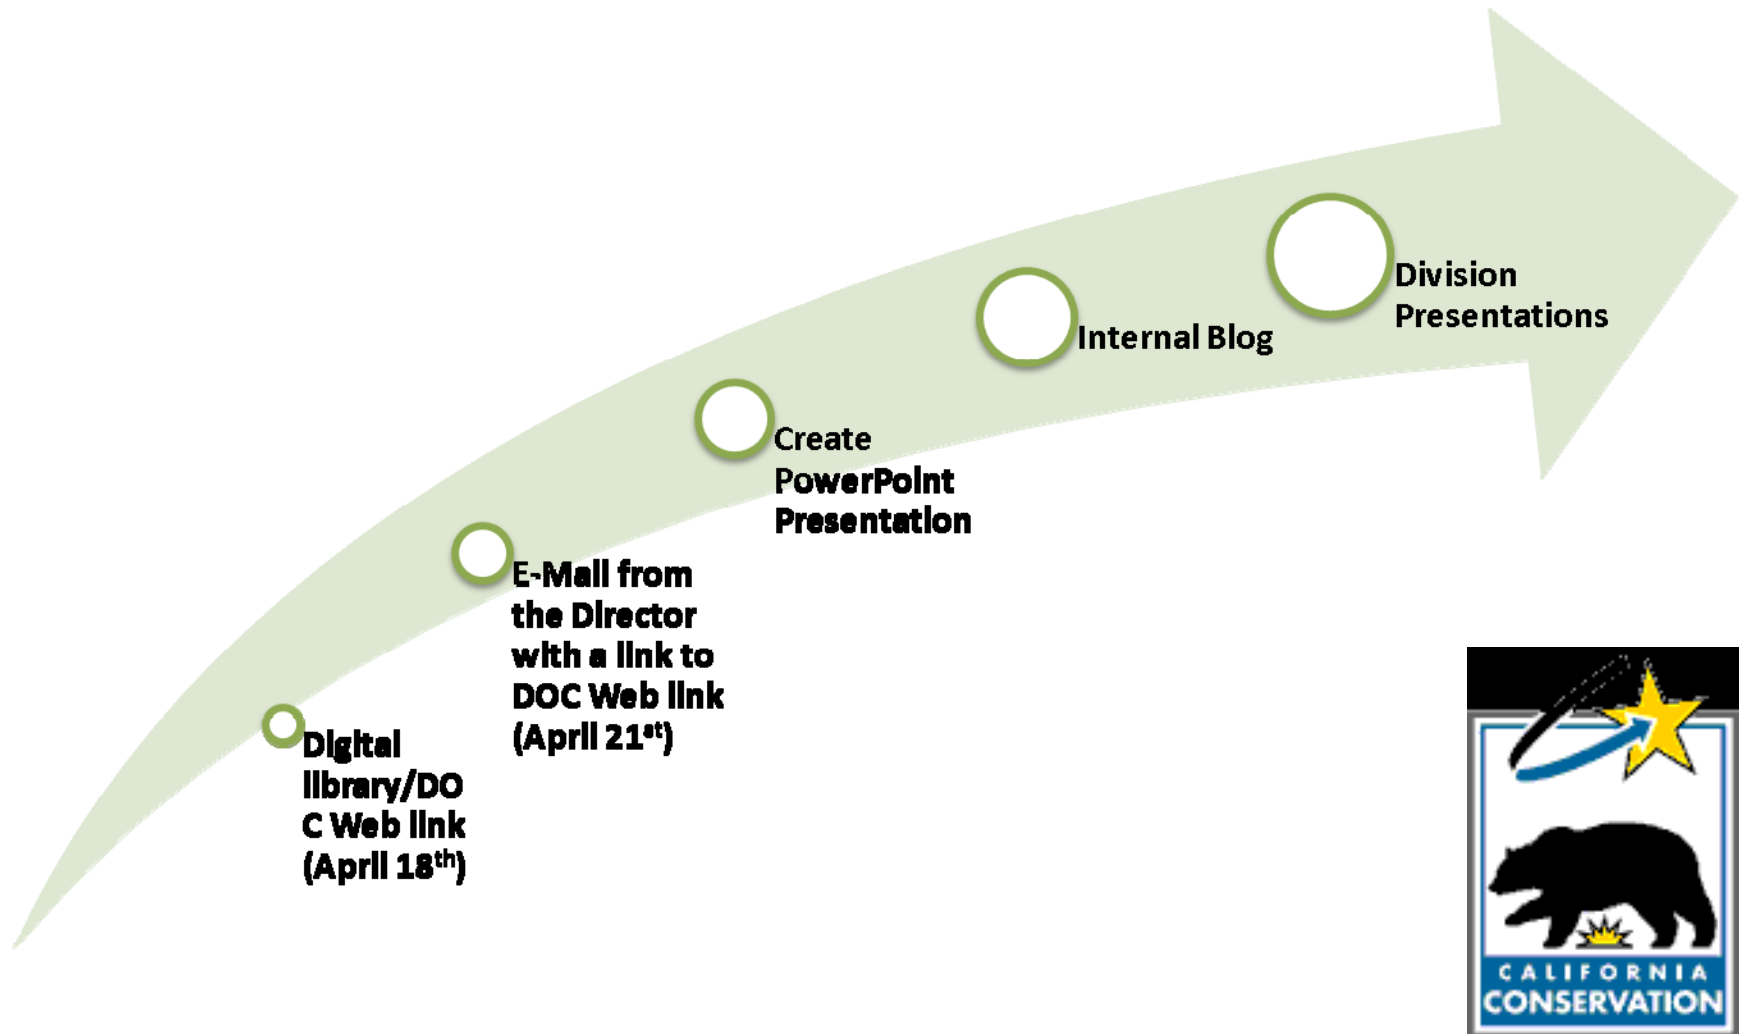 Digital
library/DO
C Web link
(April 18th)
E-Mail from
the Director
with a link to
DOC Web link
(April 21st)
Create
PowerPoint
Presentation
Internal Blog
Division
Presentations
CALIFORNIA
CONSERVATION